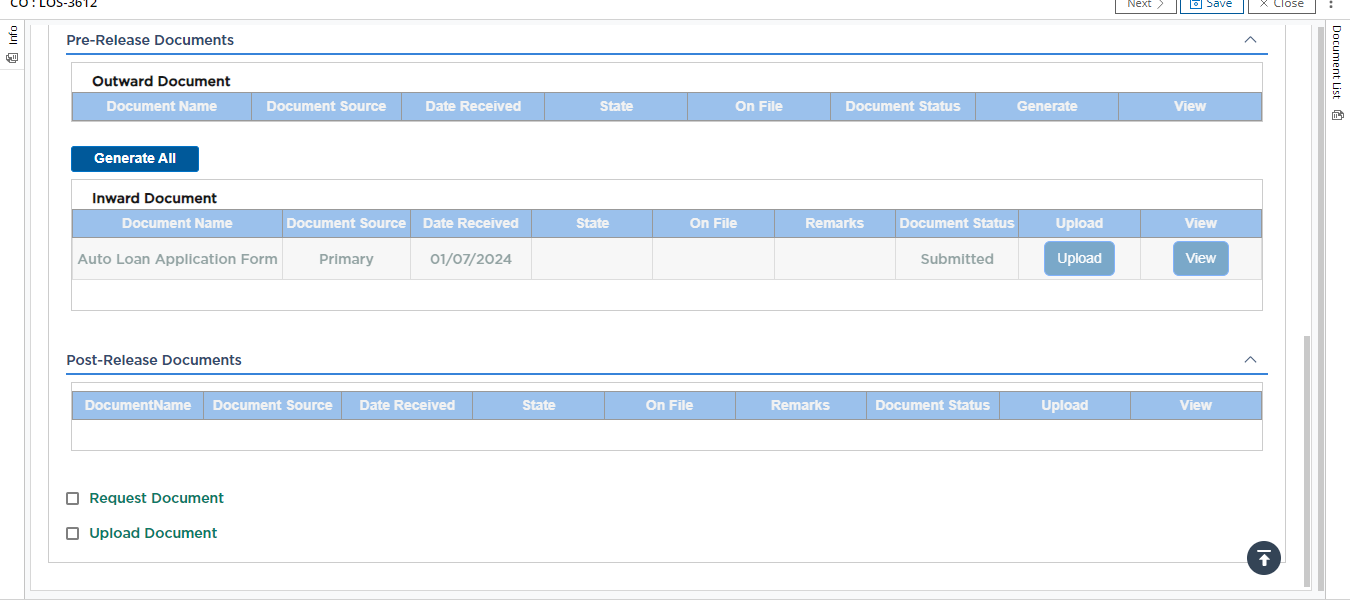 CO : LOS-3612
Next Save Close
Info
Document List
Pre-Release Documents
Outward Document
Document Name Document Source Date Received State On File Document Status Generate View
Generate All
Inward Document
Document Name Document Source Date Received State On File Remarks Document Status Upload View
Auto Loan Application Form Primary 01/07/2024 Submitted Upload View
Post-Release Documents
DocumentName Document Source Date Received State On File Remarks Document Status Upload View
Request Document
Upload Document